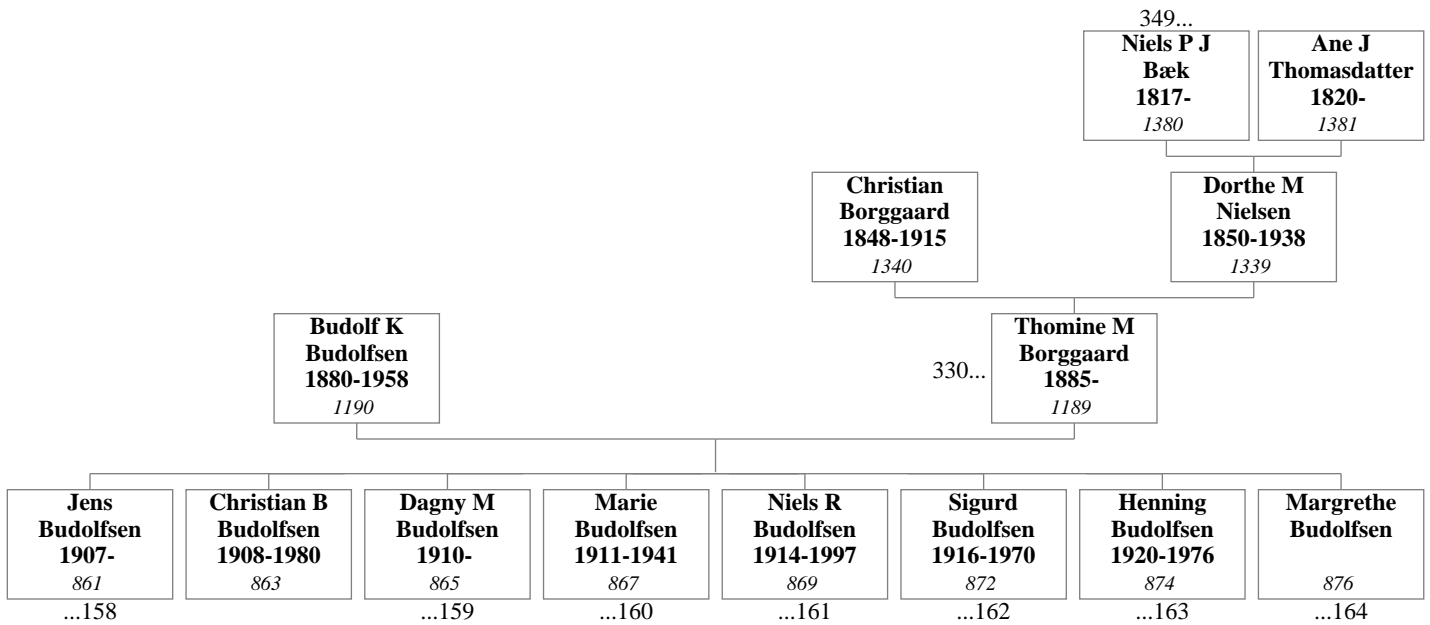 349...
Niels P J
Bæk
1817-
1380
Ane J
Thomasdatter
1820-
1381
Christian
Borggaard
1848-1915
1340
Dorthe M
Nielsen
1850-1938
1339
Budolf K
Budolfsen
1880-1958
1190
330...
Thomine M
Borggaard
1885-
1189
Jens
Budolfsen
1907-
861
...158
Christian B
Budolfsen
1908-1980
863
Dagny M
Budolfsen
1910-
865
...159
Marie
Budolfsen
1911-1941
867
...160
Niels R
Budolfsen
1914-1997
869
...161
Sigurd
Budolfsen
1916-1970
872
...162
Henning
Budolfsen
1920-1976
874
...163
Margrethe
Budolfsen
876
...164